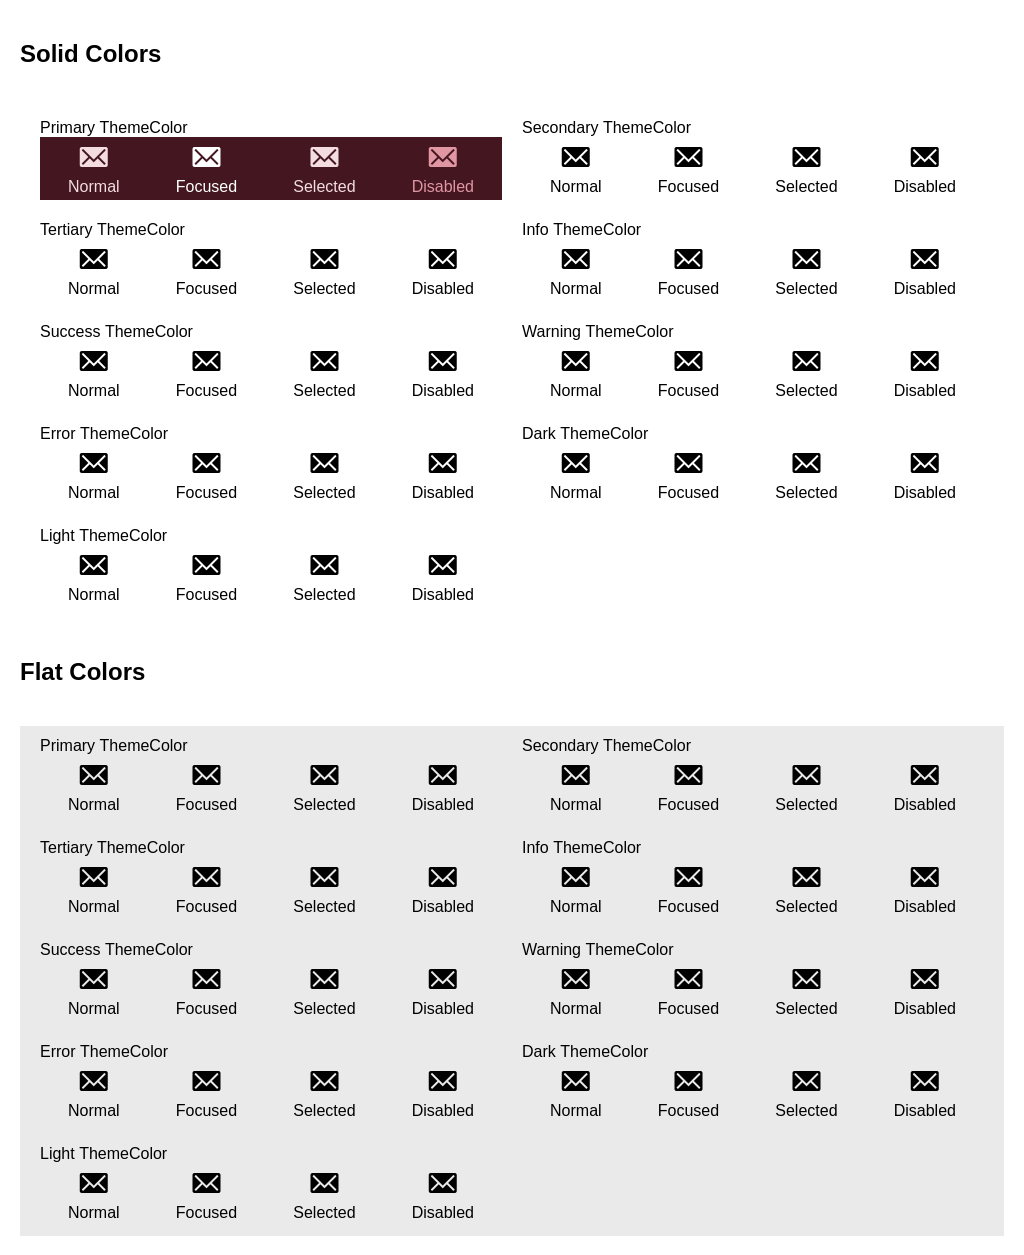 Solid Colors
Primary ThemeColor
Normal Focused Selected Disabled
Secondary ThemeColor
Normal Focused Selected Disabled
Tertiary ThemeColor
Normal Focused Selected Disabled
Info ThemeColor
Normal Focused Selected Disabled
Success ThemeColor
Normal Focused Selected Disabled
Warning ThemeColor
Normal Focused Selected Disabled
Error ThemeColor
Normal Focused Selected Disabled
Dark ThemeColor
Normal Focused Selected Disabled
Light ThemeColor
Normal Focused Selected Disabled
Flat Colors
Primary ThemeColor
Normal Focused Selected Disabled
Secondary ThemeColor
Normal Focused Selected Disabled
Tertiary ThemeColor
Normal Focused Selected Disabled
Info ThemeColor
Normal Focused Selected Disabled
Success ThemeColor
Normal Focused Selected Disabled
Warning ThemeColor
Normal Focused Selected Disabled
Error ThemeColor
Normal Focused Selected Disabled
Dark ThemeColor
Normal Focused Selected Disabled
Light ThemeColor
Normal Focused Selected Disabled